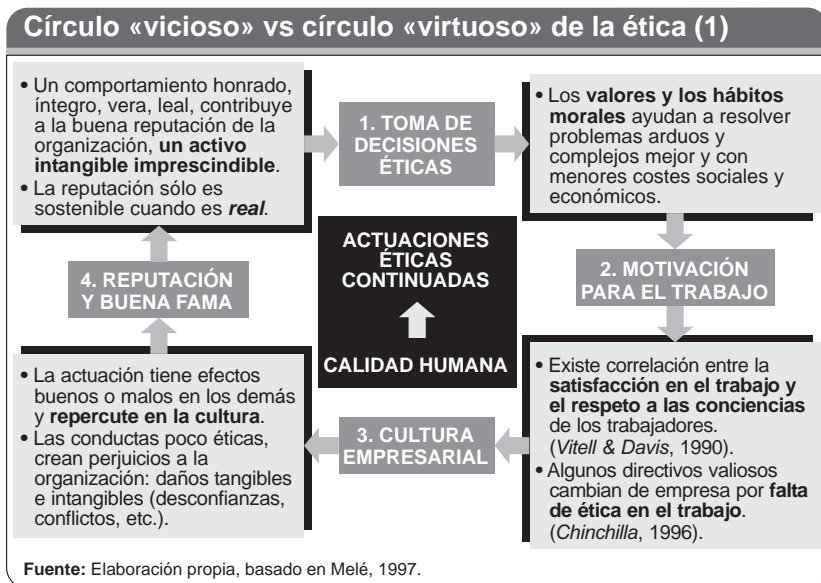 Círculo «vicioso» vs círculo «virtuoso» de la ética (1)
• Un comportamiento honrado,
íntegro, vera, leal, contribuye
a la buena reputación de la
organización, un activo
intangible imprescindible.
• La reputación sólo es
sostenible cuando es real.
1. TOMA DE
DECISIONES
ÉTICAS
• Los valores y los hábitos
morales ayudan a resolver
problemas arduos y
complejos mejor y con
menores costes sociales y
económicos.
4. REPUTACIÓN
Y BUENA FAMA
ACTUACIONES
ÉTICAS
CONTINUADAS
CALIDAD HUMANA
2. MOTIVACIÓN
PARA EL TRABAJO
• La actuación tiene efectos
buenos o malos en los demás
y repercute en la cultura.
• Las conductas poco éticas,
crean perjuicios a la
organización: daños tangibles
e intangibles (desconfianzas,
conflictos, etc.).
3. CULTURA
EMPRESARIAL
• Existe correlación entre la
satisfacción en el trabajo y
el respeto a las conciencias
de los trabajadores.
(Vitell & Davis, 1990).
• Algunos directivos valiosos
cambian de empresa por falta
de ética en el trabajo.
(Chinchilla, 1996).
Fuente: Elaboración propia, basado en Melé, 1997.